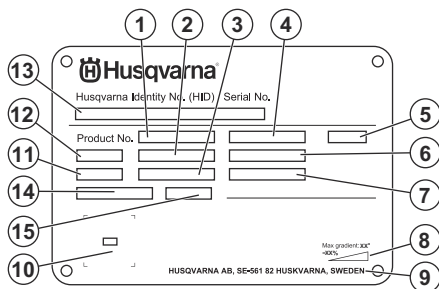 1
2
3
4
13
Husqvarna®
Husqvarna Identity No. (HID) Serial No.
5
12
Product No.
6
11
14
7
15
8
Max gradient: xx°
~xx%
10
HUSQVARNA AB, SE-561 82 HUSKVARNA, SWEDEN
9